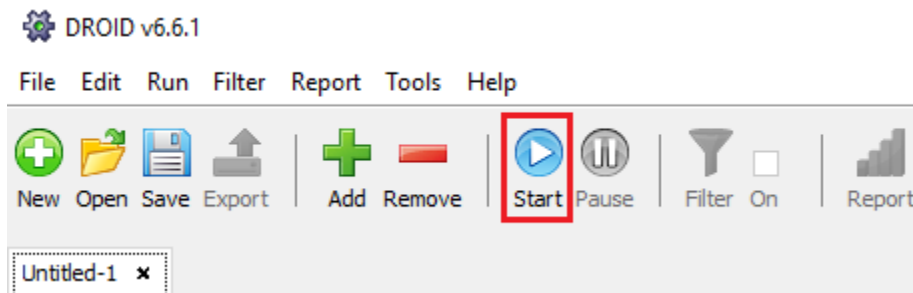 DROID v6.6.1
File Edit Run Filter Report Tools Help
New Open Save Export Add Remove Start Pause Filter On Report
Untitled-1 ×